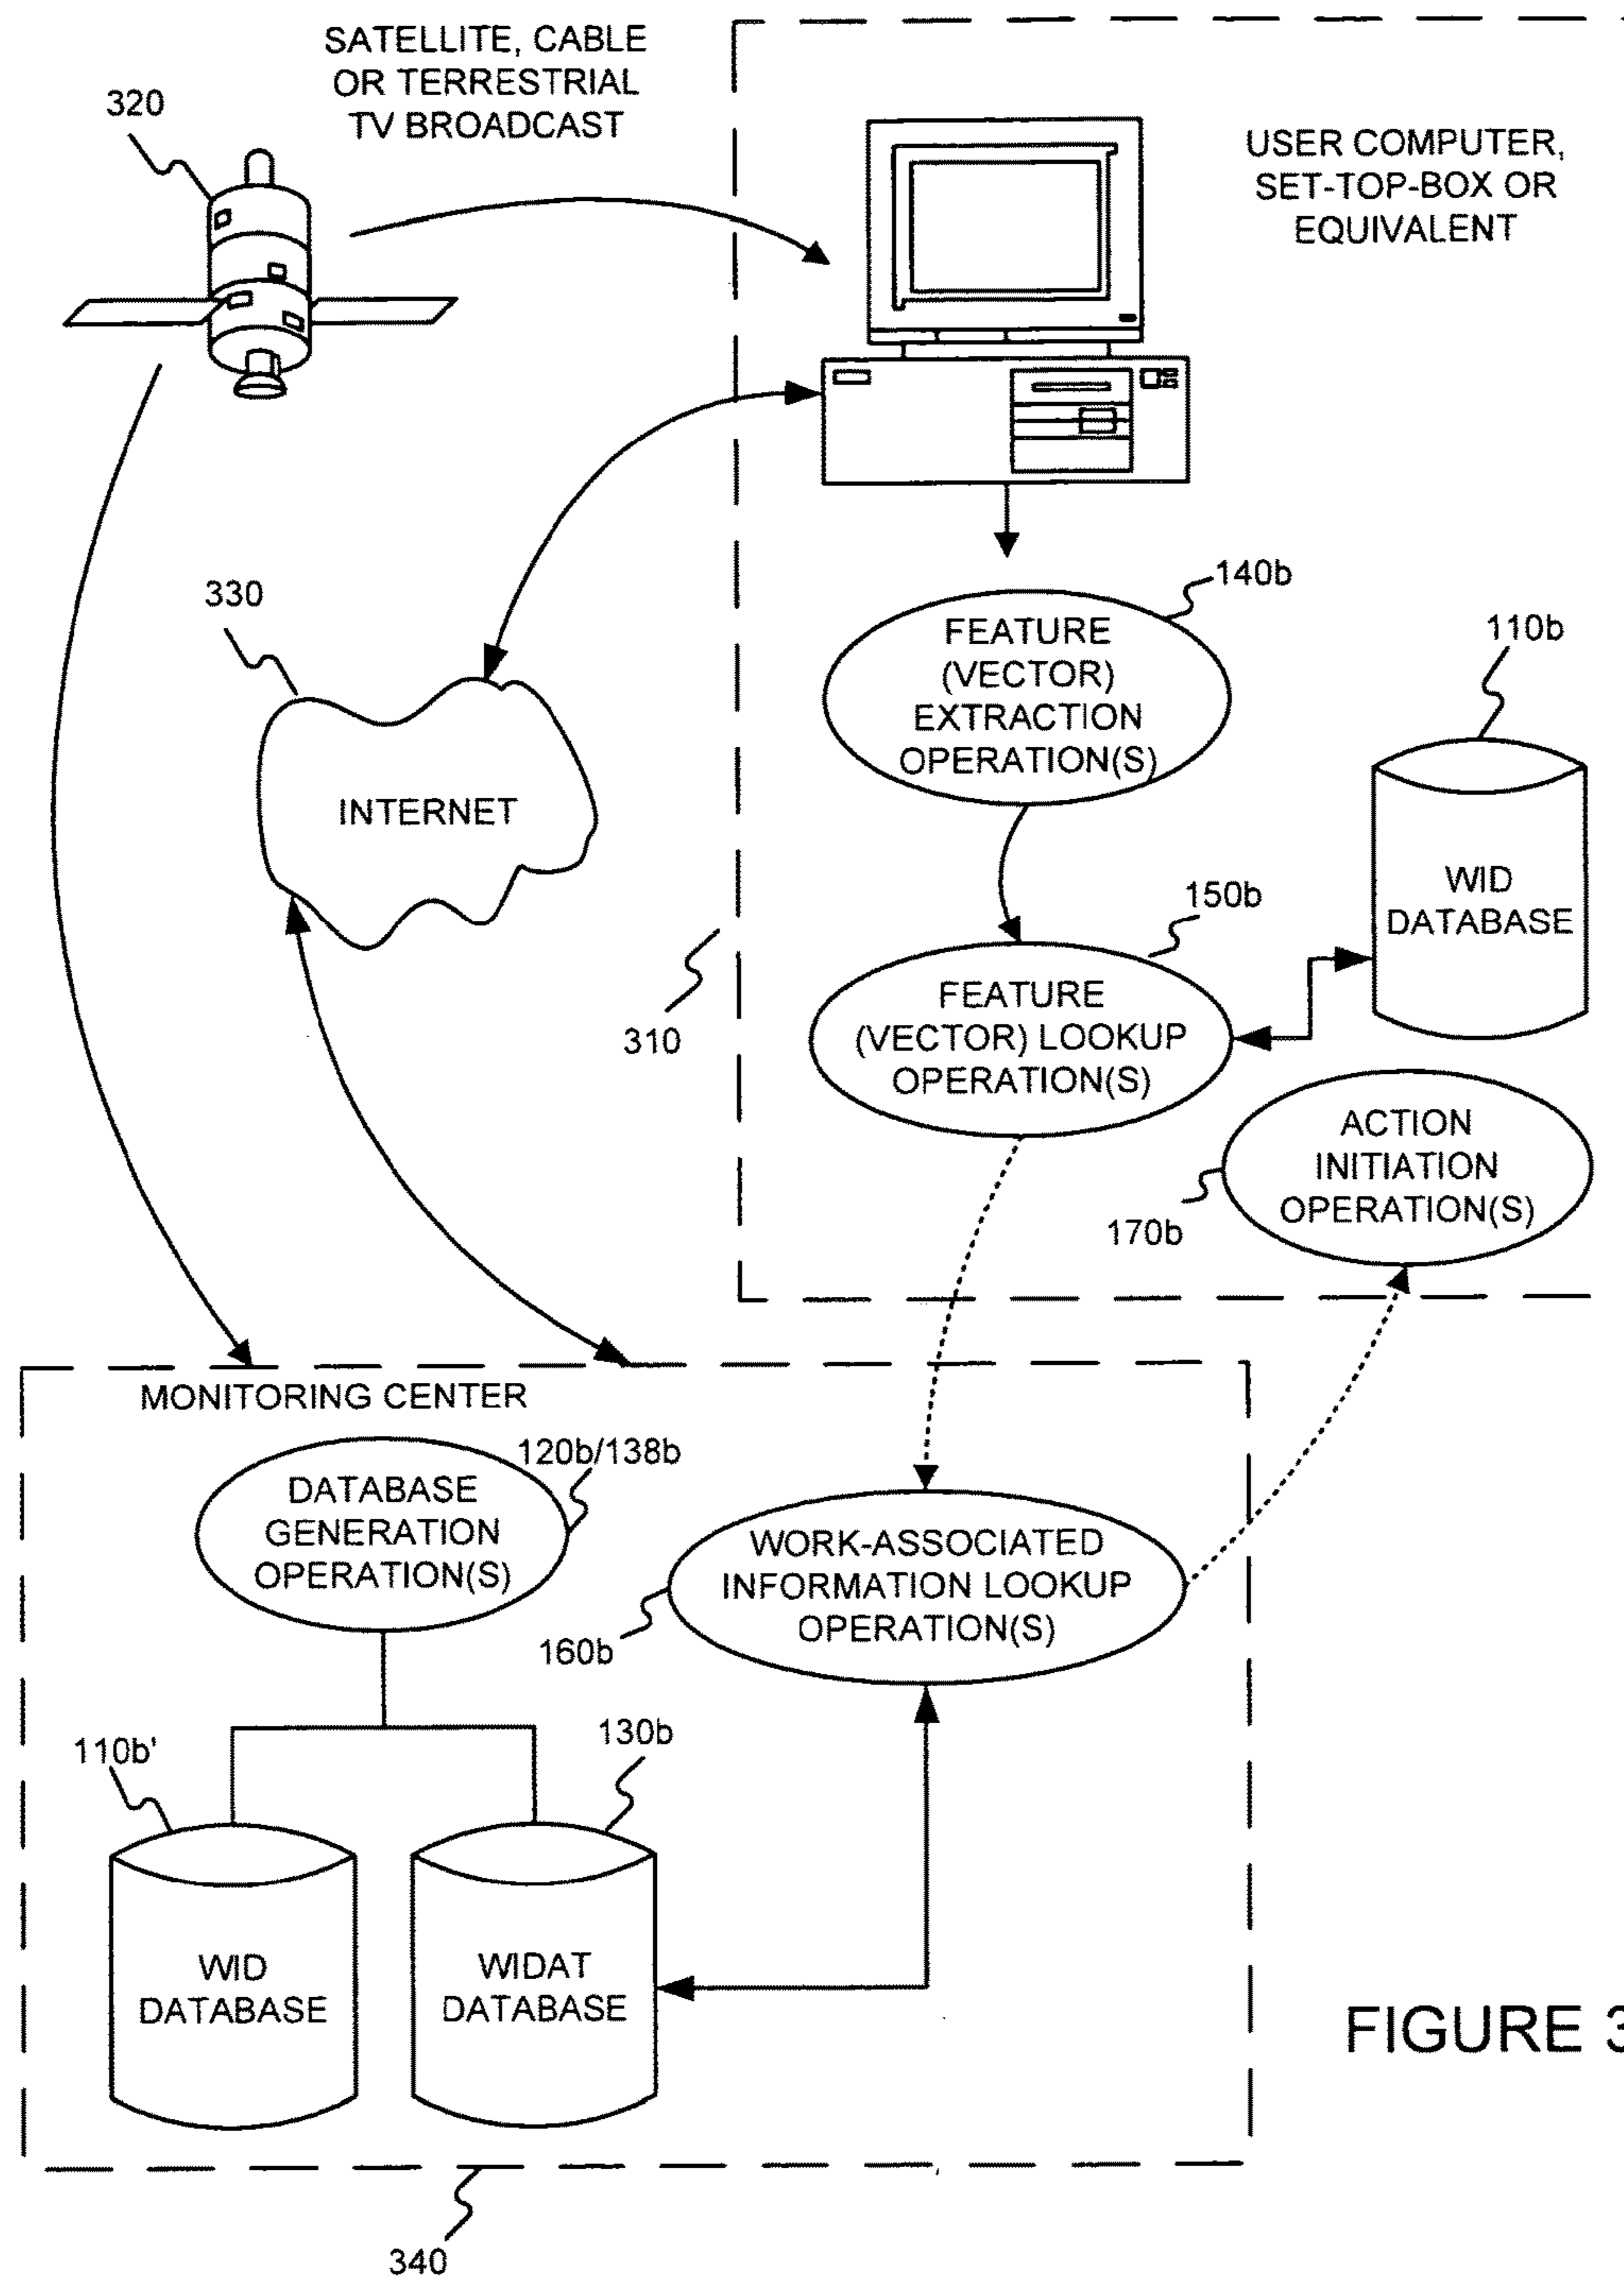 SATELLITE, CABLE
OR TERRESTRIAL
TV BROADCAST
320
USER COMPUTER,
SET-TOP-BOX OR
EQUIVALENT
330
INTERNET
140b
FEATURE
(VECTOR)
EXTRACTION
OPERATION(S)
110b
WID
DATABASE
150b
FEATURE
(VECTOR) LOOKUP
OPERATION(S)
310
ACTION
INITIATION
OPERATION(S)
170b
MONITORING CENTER
120b/138b
DATABASE
GENERATION
OPERATION(S)
WORK-ASSOCIATED
INFORMATION LOOKUP
OPERATION(S)
160b
110b'
130b
WID
DATABASE
WIDAT
DATABASE
FIGURE 3
340